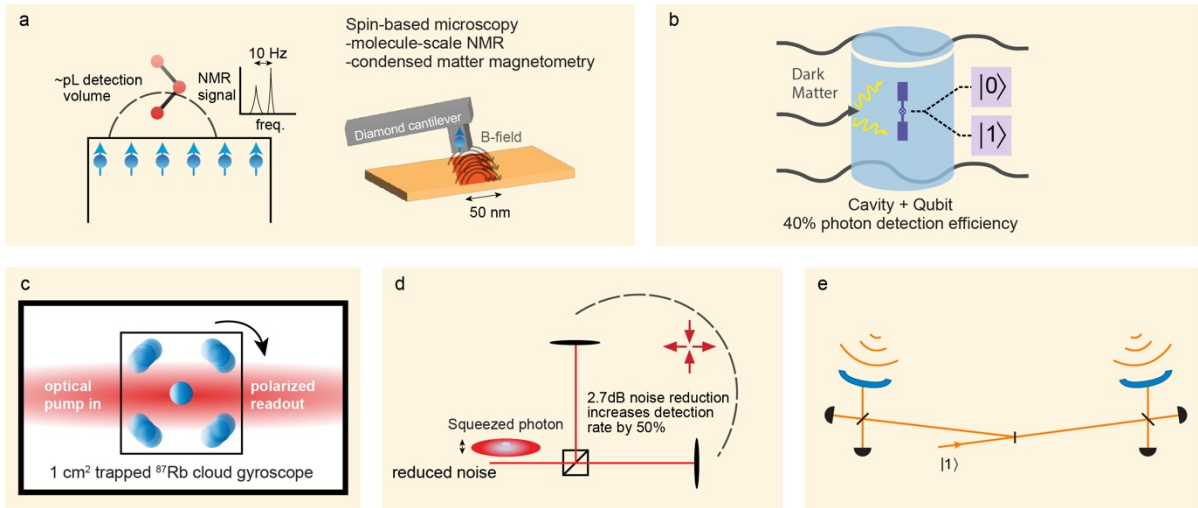 a
10 Hz
~pL detection
volume
NMR
signal
freq.
Spin-based microscopy
-molecule-scale NMR
-condensed matter magnetometry
Diamond cantilever
B-field
50 nm
b
Dark
Matter
|0⟩
|1⟩
Cavity + Qubit
40% photon detection efficiency
c
optical
pump in
polarized
readout
1 cm² trapped ⁸⁷Rb cloud gyroscope
d
2.7dB noise reduction
increases detection
rate by 50%
Squeezed photon
reduced noise
e
|1⟩